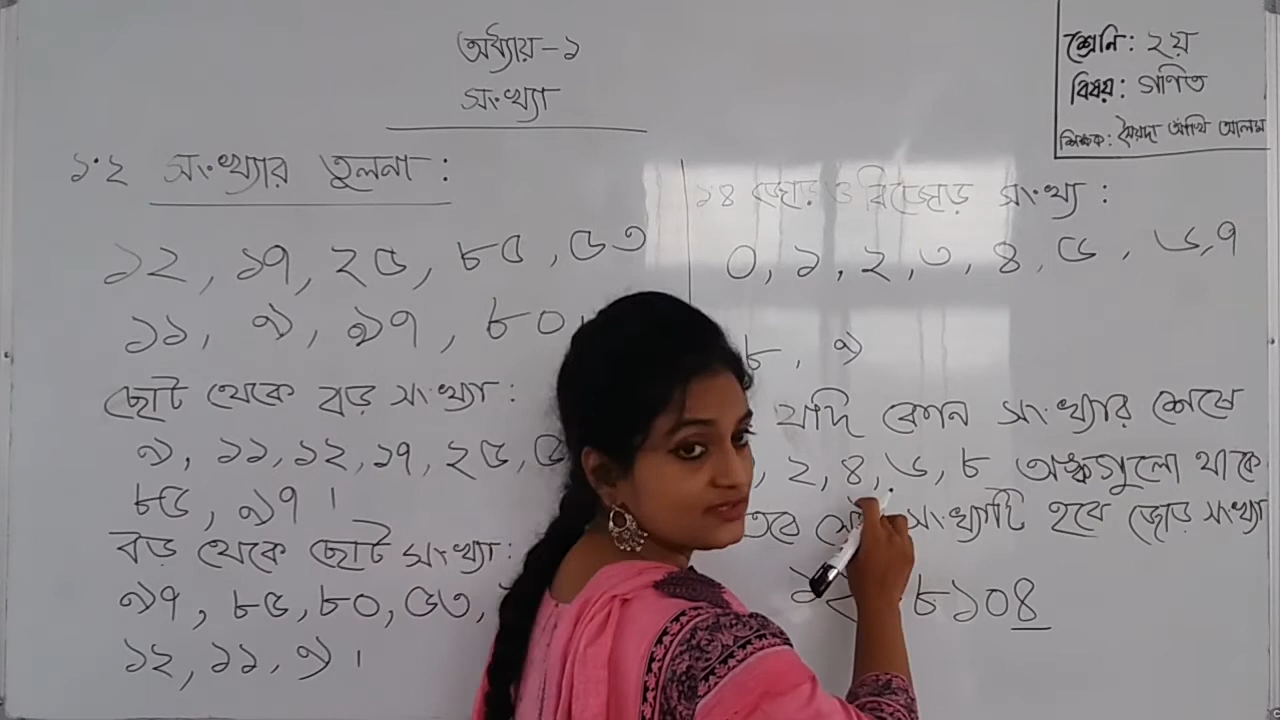 অধ্যায়-১
সংখ্যা
শ্রেনি: ২য়
বিষয়: গণিত
শিক্ষক: সৈয়দা আঁখি আলম
১.২ সংখ্যার তুলনা:
১২, ১৭, ২৫, ৮৫, ৫৩
১১, ৯, ৯৭, ৮০,
ছোট থেকে বড় সংখ্যা:
৯, ১১, ১২, ১৭, ২৫,
৮৫, ৯৭।
বড় থেকে ছোট সংখ্যা:
৯৭, ৮৫, ৮০, ৫৩,
১২, ১১, ৯।
১৪ জোড় ও বিজোড় সংখ্য:
০, ১, ২, ৩, ৪, ৫, ৬, ৭
৮, ৯
যদি কোন সংখ্যার শেষে
, ২, ৪, ৬, ৮ অঙ্কগুলো থাকে
তবে সংখ্যাটি হবে জোড় সংখ্যা
৮১০৪